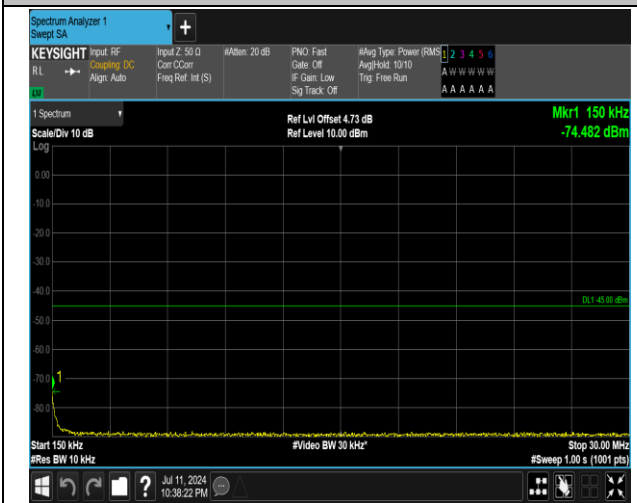 Spectrum Analyzer 1
Swept SA
+
KEYSIGHT
RL
LXI
Input: RF
Coupling: DC
Align: Auto
Input Z: 50 Ω
Corr CCorr
Freq Ref: Int (S)
#Atten: 20 dB
PNO: Fast
Gate: Off
IF Gain: Low
Sig Track: Off
#Avg Type: Power (RMS
Avg|Hold: 10/10
Trig: Free Run
1 2 3 4 5 6
A W W W W W
A A A A A A
1 Spectrum
Scale/Div 10 dB
Log
Ref Lvl Offset 4.73 dB
Ref Level 10.00 dBm
Mkr1 150 kHz
-74.482 dBm
0.00
-10.0
-20.0
-30.0
-40.0
DL1 -45.00 dBm
-50.0
-60.0
-70.0
1
-80.0
Start 150 kHz
#Res BW 10 kHz
#Video BW 30 kHz*
Stop 30.00 MHz
#Sweep 1.00 s (1001 pts)
?
Jul 11, 2024
10:38:22 PM